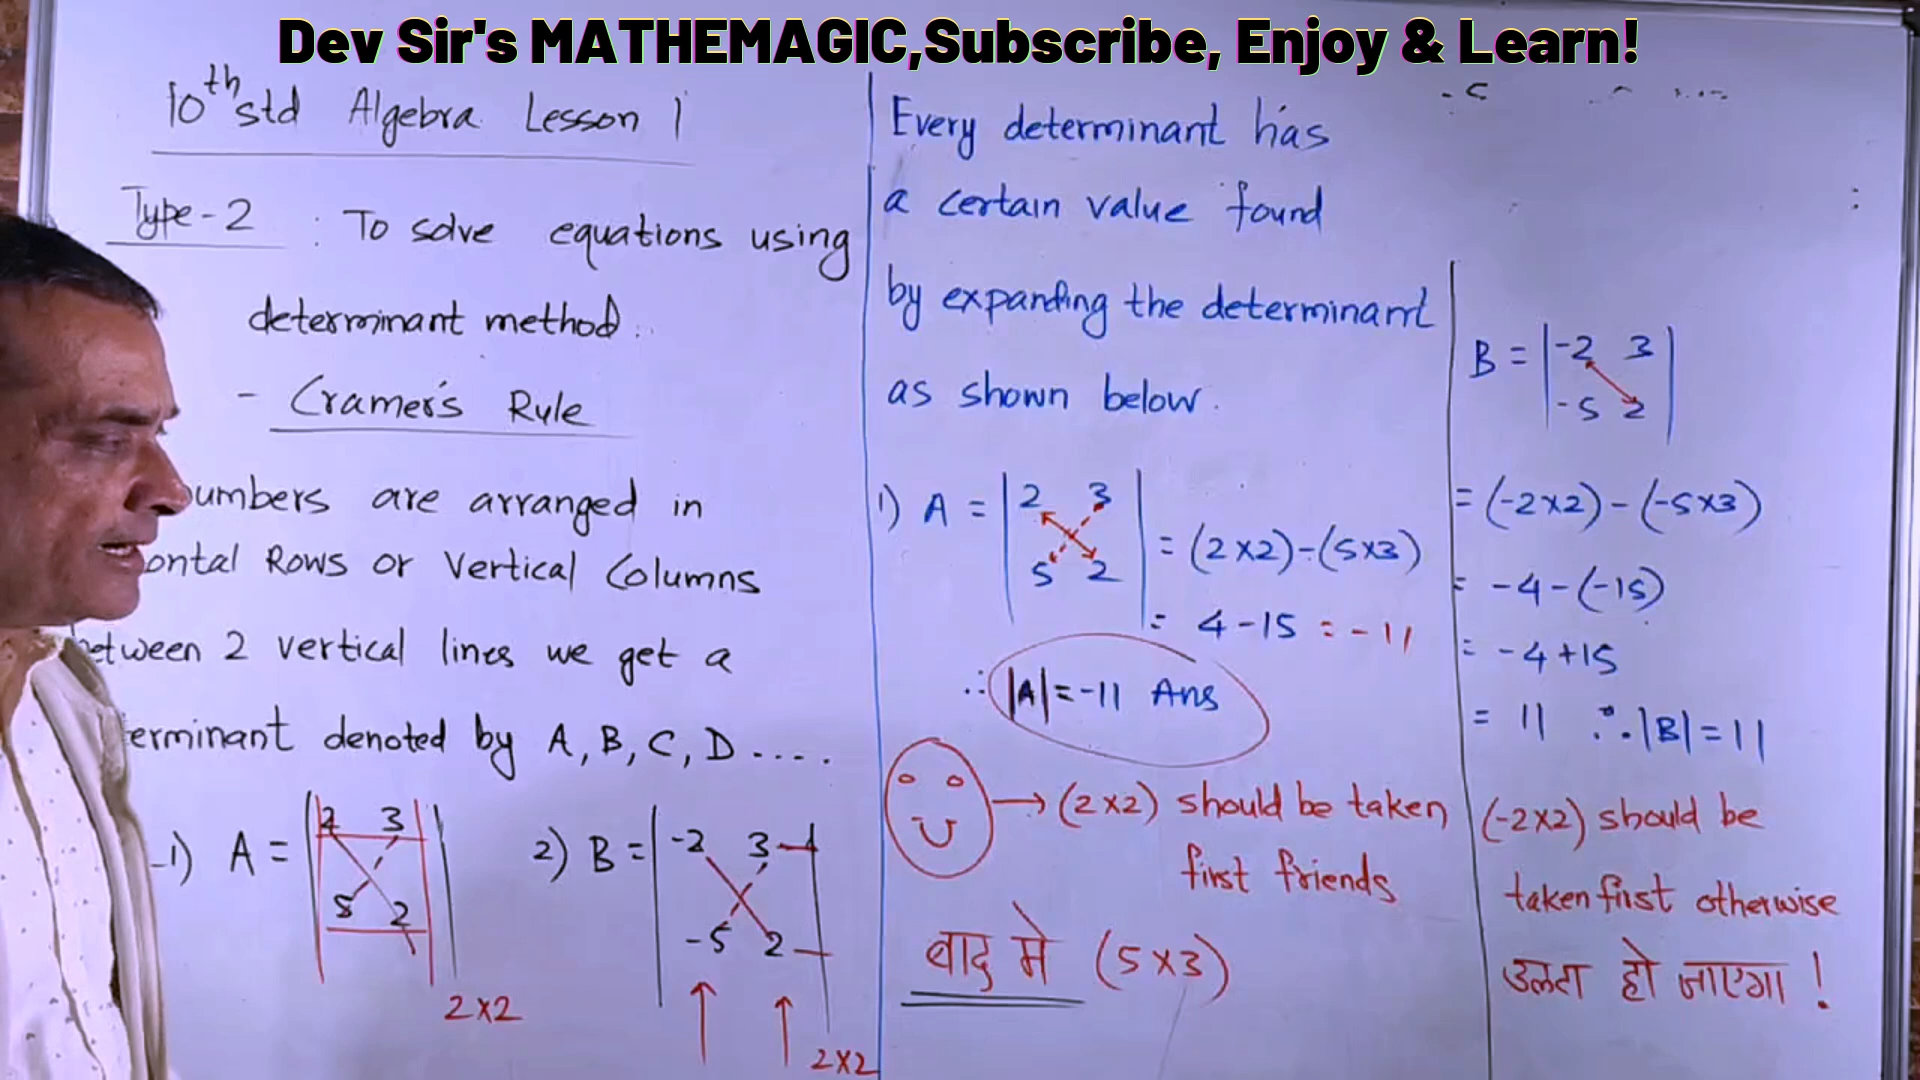 Dev Sir's MATHEMAGIC,Subscribe, Enjoy & Learn!
10th std Algebra Lesson 1
Type-2 : To solve equations using
determinant method.
- Cramer's Rule
numbers are arranged in
ontal Rows or Vertical Columns
between 2 vertical lines we get a
erminant denoted by A, B, C, D ....
1) A = | 2 3 |
5 2
2x2
2) B = | -2 3 |
-5 2
2x2
Every determinant has
a certain value found
by expanding the determinant
as shown below.
1) A = | 2 3 |
5 2
= (2x2)-(5x3)
= 4-15 = -11
∴ |A| = -11 Ans
→ (2x2) should be taken
first friends
बाद मे (5x3)
B = | -2 3 |
-5 2
= (-2x2)-(-5x3)
= -4-(-15)
= -4+15
= 11 ∴ |B| = 11
(-2x2) should be
taken first otherwise
उलटा हो जाएगा !